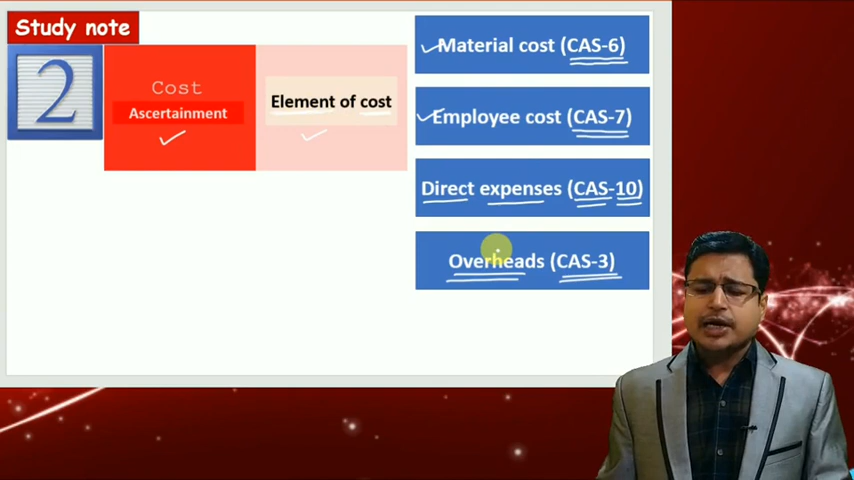 Study note
2
Cost
Ascertainment
Element of cost
Material cost (CAS-6)
Employee cost (CAS-7)
Direct expenses (CAS-10)
Overheads (CAS-3)